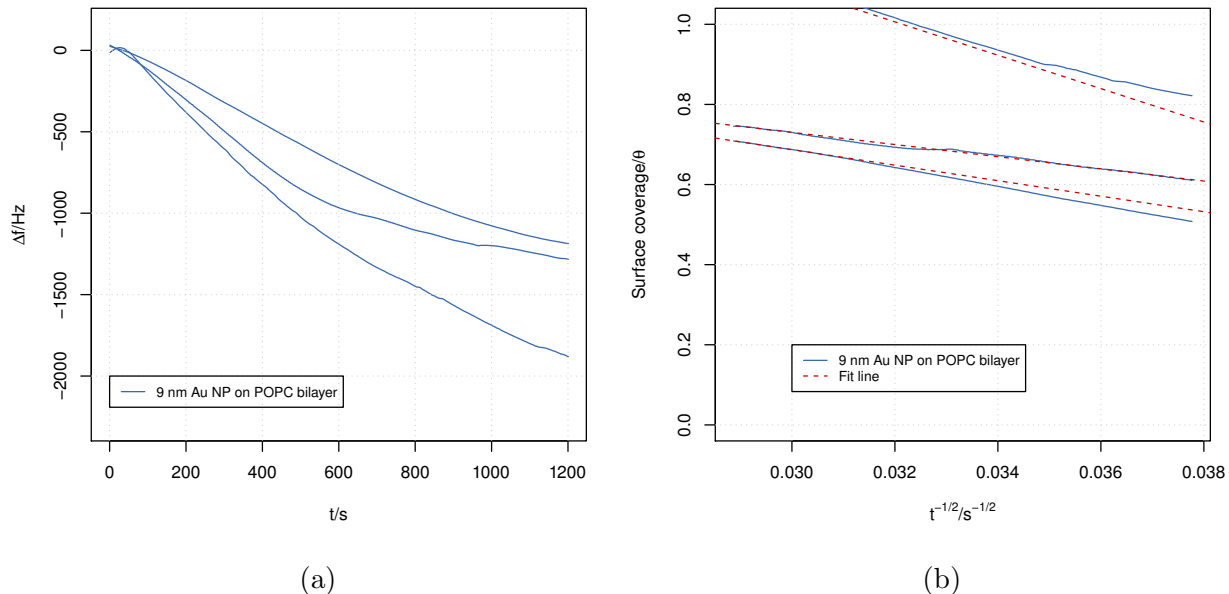 0
−500
−1000
−1500
−2000
Δf/Hz
9 nm Au NP on POPC bilayer
0 200 400 600 800 1000 1200
t/s
(a)
1.0
0.8
0.6
0.4
0.2
0.0
Surface coverage/θ
9 nm Au NP on POPC bilayer
Fit line
0.030 0.032 0.034 0.036 0.038
t⁻¹/²/s⁻¹/²
(b)